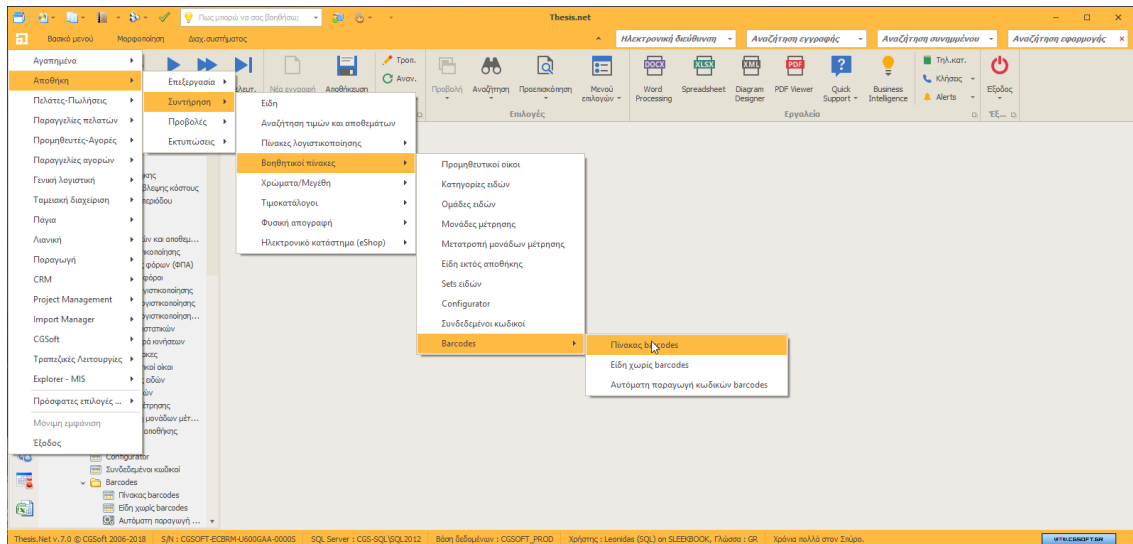 Πως μπορώ να σας βοηθήσω;
Thesis.net
Βασικό μενού
Μορφοποίηση
Διαχ.συστήματος
Ηλεκτρονική διεύθυνση
Αναζήτηση εγγραφής
Αναζήτηση συνημμένου
Αναζήτηση εφαρμογής
Τροπ.
Αναν.
Νέα εγγραφή
Αποθήκευση
Προβολή
Αναζήτηση
Προεπισκόπηση
Μενού
επιλογών
Επιλογές
Word
Processing
Spreadsheet
Diagram
Designer
PDF Viewer
Quick
Support
Business
Intelligence
Τηλ.κατ.
Κλήσεις
Alerts
Εργαλεία
Έξοδος
Έξ...
Αγαπημένα
Αποθήκη
Πελάτες-Πωλήσεις
Παραγγελίες πελατών
Προμηθευτές-Αγορές
Παραγγελίες αγορών
Γενική λογιστική
Ταμειακή διαχείριση
Πάγια
Λιανική
Παραγωγή
CRM
Project Management
Import Manager
CGSoft
Τραπεζικές Λειτουργίες
Explorer - MIS
Πρόσφατες επιλογές ...
Μόνιμη εμφάνιση
Έξοδος
Επεξεργασία
Συντήρηση
Προβολές
Εκτυπώσεις
Είδη
Αναζήτηση τιμών και αποθεμάτων
Πίνακες λογιστικοποίησης
Βοηθητικοί πίνακες
Χρώματα/Μεγέθη
Τιμοκατάλογοι
Φυσική απογραφή
Ηλεκτρονικό κατάστημα (eShop)
Προμηθευτικοί οίκοι
Κατηγορίες ειδών
Ομάδες ειδών
Μονάδες μέτρησης
Μετατροπή μονάδων μέτρησης
Είδη εκτός αποθήκης
Sets ειδών
Configurator
Συνδεδεμένοι κωδικοί
Barcodes
Πίνακας barcodes
Είδη χωρίς barcodes
Αυτόματη παραγωγή κωδικών barcodes
Configurator
Συνδεδεμένοι κωδικοί
Barcodes
Πίνακας barcodes
Είδη χωρίς barcodes
Αυτόματη παραγωγή ...
Thesis.Net v.7.0 © CGSoft 2006-2018
S/N : CGSOFT-ECBRM-U600GAA-0000S
SQL Server : CGS-SQL\SQL2012
Βάση δεδομένων : CGSOFT_PROD
Χρήστης : Leonidas (SQL) on SLEEKBOOK, Γλώσσα : GR
Χρόνια πολλά στον Σπύρο.
WWW.CGSOFT.GR